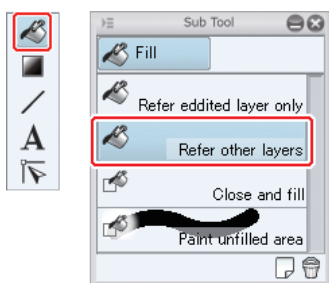 Sub Tool
Fill
Refer eddited layer only
Refer other layers
Close and fill
Paint unfilled area
A